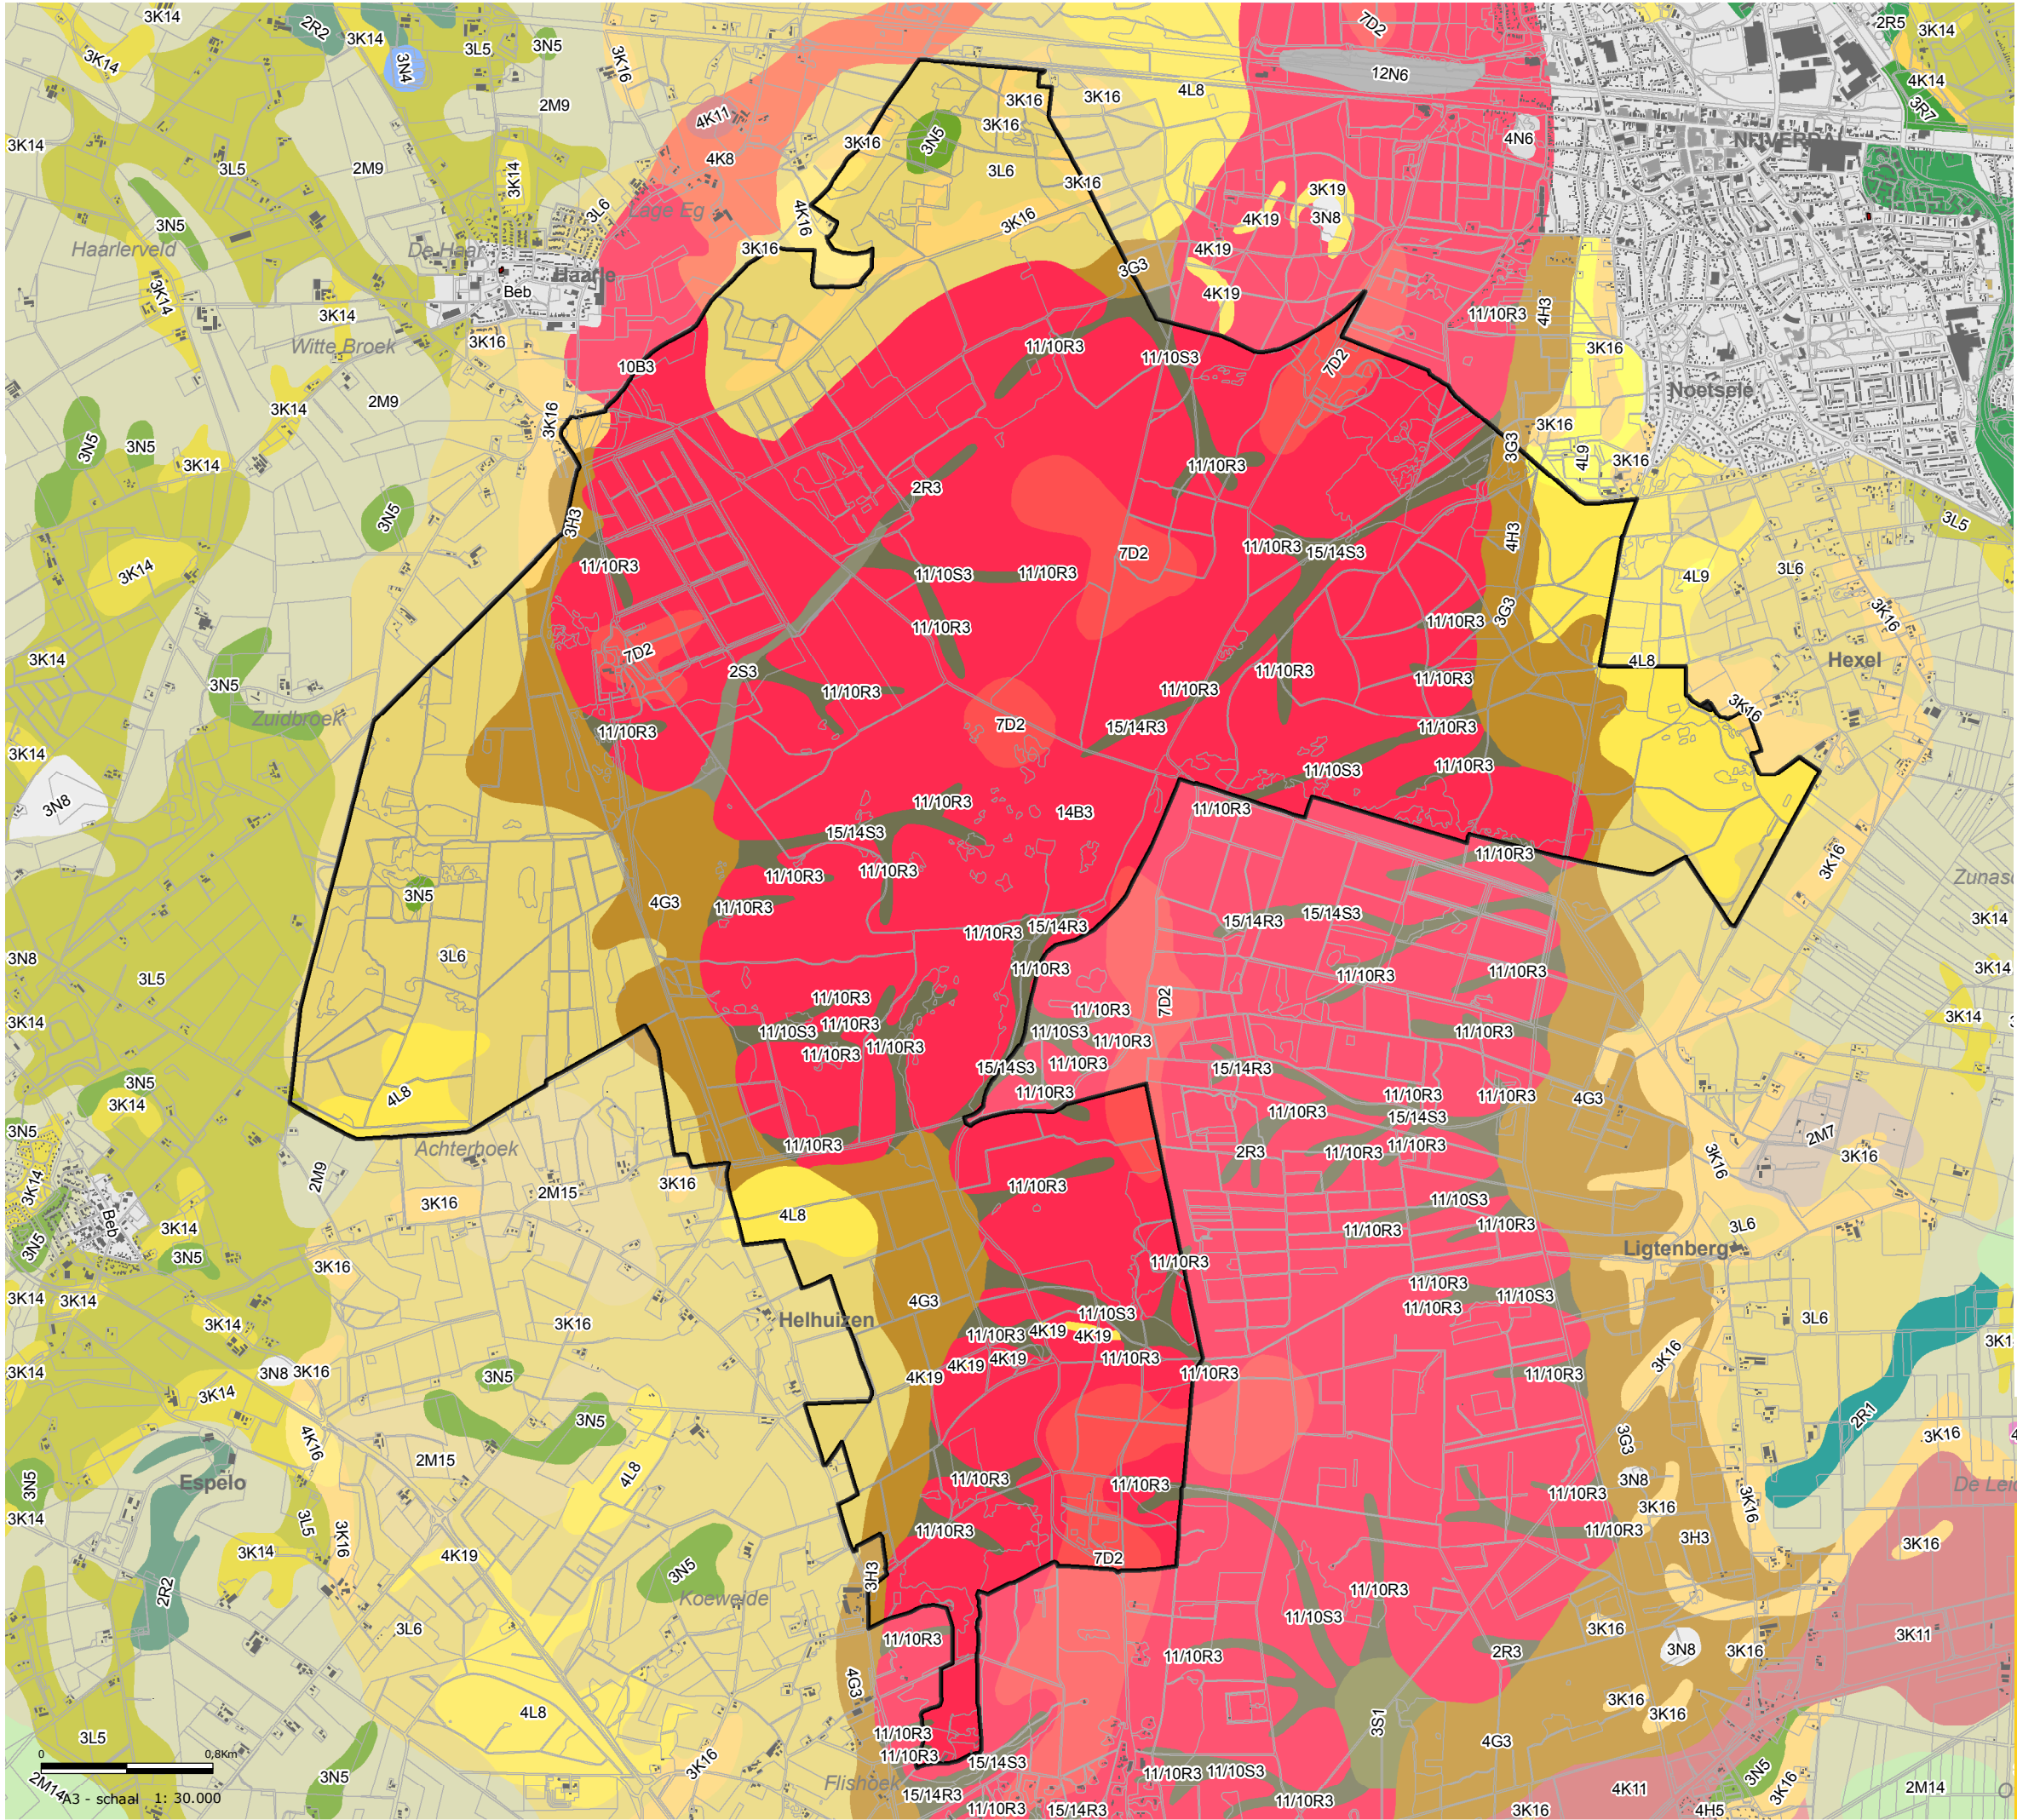 3K14
2R2
3K14
3N4
3L5
3N5
3K16
7D2
12N6
2R5
3K14
4K14
3R7
3K14
2M9
4K11
3K16
3K16
4L8
4N6
NIJVERDAL
3K14
3L5
2M9
3K14
4K8
3K16
3N5
3K16
3L6
3K16
3K19
3N8
4K19
3N5
3L6
Lage Eg
4K16
3K16
3K16
4K19
Haarlerveld
De Haar
Haarle
Beb
3K14
3K14
3G3
4K19
11/10R3
4H3
3K16
Witte Broek
3K16
10B3
11/10R3
11/10S3
7D2
3K16
Noetsele
2M9
3K14
3K16
3N5
3N5
3K14
3K16
3G3
4L9
3K16
11/10R3
2R3
3N5
3H3
3L5
4H3
11/10R3
15/14S3
7D2
11/10R3
11/10S3
11/10R3
3K14
4L9
3L6
3K16
11/10R3
11/10R3
3G3
3K14
7D2
2S3
4L8
Hexel
3N5
11/10R3
11/10R3
11/10R3
11/10R3
Zuidbroek
3K16
7D2
15/14R3
11/10R3
11/10R3
3K14
11/10S3
11/10R3
3N8
11/10R3
14B3
11/10R3
15/14S3
11/10R3
11/10R3
11/10R3
3K16
3N5
4G3
11/10R3
11/10R3
15/14R3
15/14R3
15/14S3
3K14
Zunas
3N8
3L6
3L5
11/10R3
11/10R3
11/10R3
3K14
7D2
11/10R3
11/10R3
3K14
3K14
11/10S3
11/10R3
11/10S3
11/10R3
11/10R3
11/10R3
11/10R3
15/14S3
11/10R3
15/14R3
3N5
3K14
4L8
11/10R3
11/10R3
11/10R3
15/14S3
11/10R3
4G3
3N5
2M7
Achterhoek
11/10R3
2R3
11/10R3
11/10R3
3K16
3K16
2M9
3K14
3K16
2M15
3K16
11/10R3
11/10S3
Beb
3K14
4L8
11/10R3
11/10R3
3L6
3N5
3N5
3K16
11/10R3
Ligtenberg
3K14
3K14
4G3
11/10R3
11/10S3
11/10R3
3L6
3K14
Helhuizen
3K16
11/10S3
11/10R3
4K19
4K19
3K14
3N8
3K16
3N5
4K19
4K19
4K19
11/10R3
11/10R3
11/10R3
3K16
3K14
3N5
4K16
2M15
4L8
2R1
3K16
3G3
Espelo
3N5
11/10R3
11/10R3
3N8
11/10R3
3K16
3K16
De Leid
3K14
3L5
3K16
11/10R3
11/10R3
3H3
3K16
3K14
4K19
7D2
3N5
3H3
2R2
Koeweide
11/10R3
11/10S3
3L6
3K16
11/10R3
3K11
11/10R3
2R3
3N8
3K16
4G3
3K16
3K16
4L8
3S1
3L5
11/10R3
4G3
11/10R3
15/14S3
3K16
0
0,8Km
3N5
Flishoek
11/10R3
11/10S3
3N5
2M14
A3 - schaal 1: 30.000
15/14R3
11/10R3
15/14R3
11/10R3
3K16
4K11
4H5
3K16
2M14